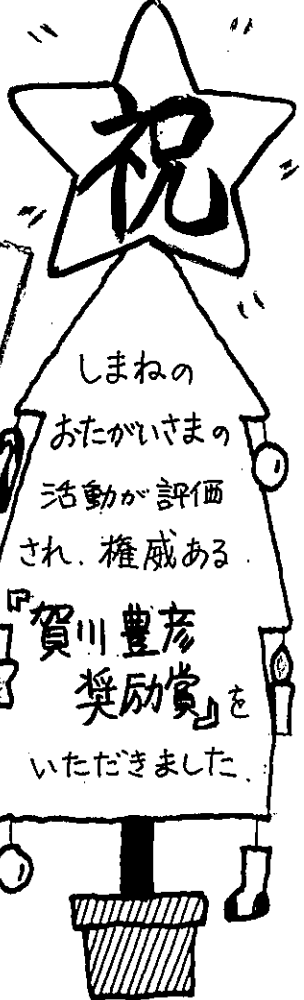 祝
しまねの
おたがいさまの
活動が評価
され、権威ある
『賀川豊彦
奨励賞』を
いただきました.